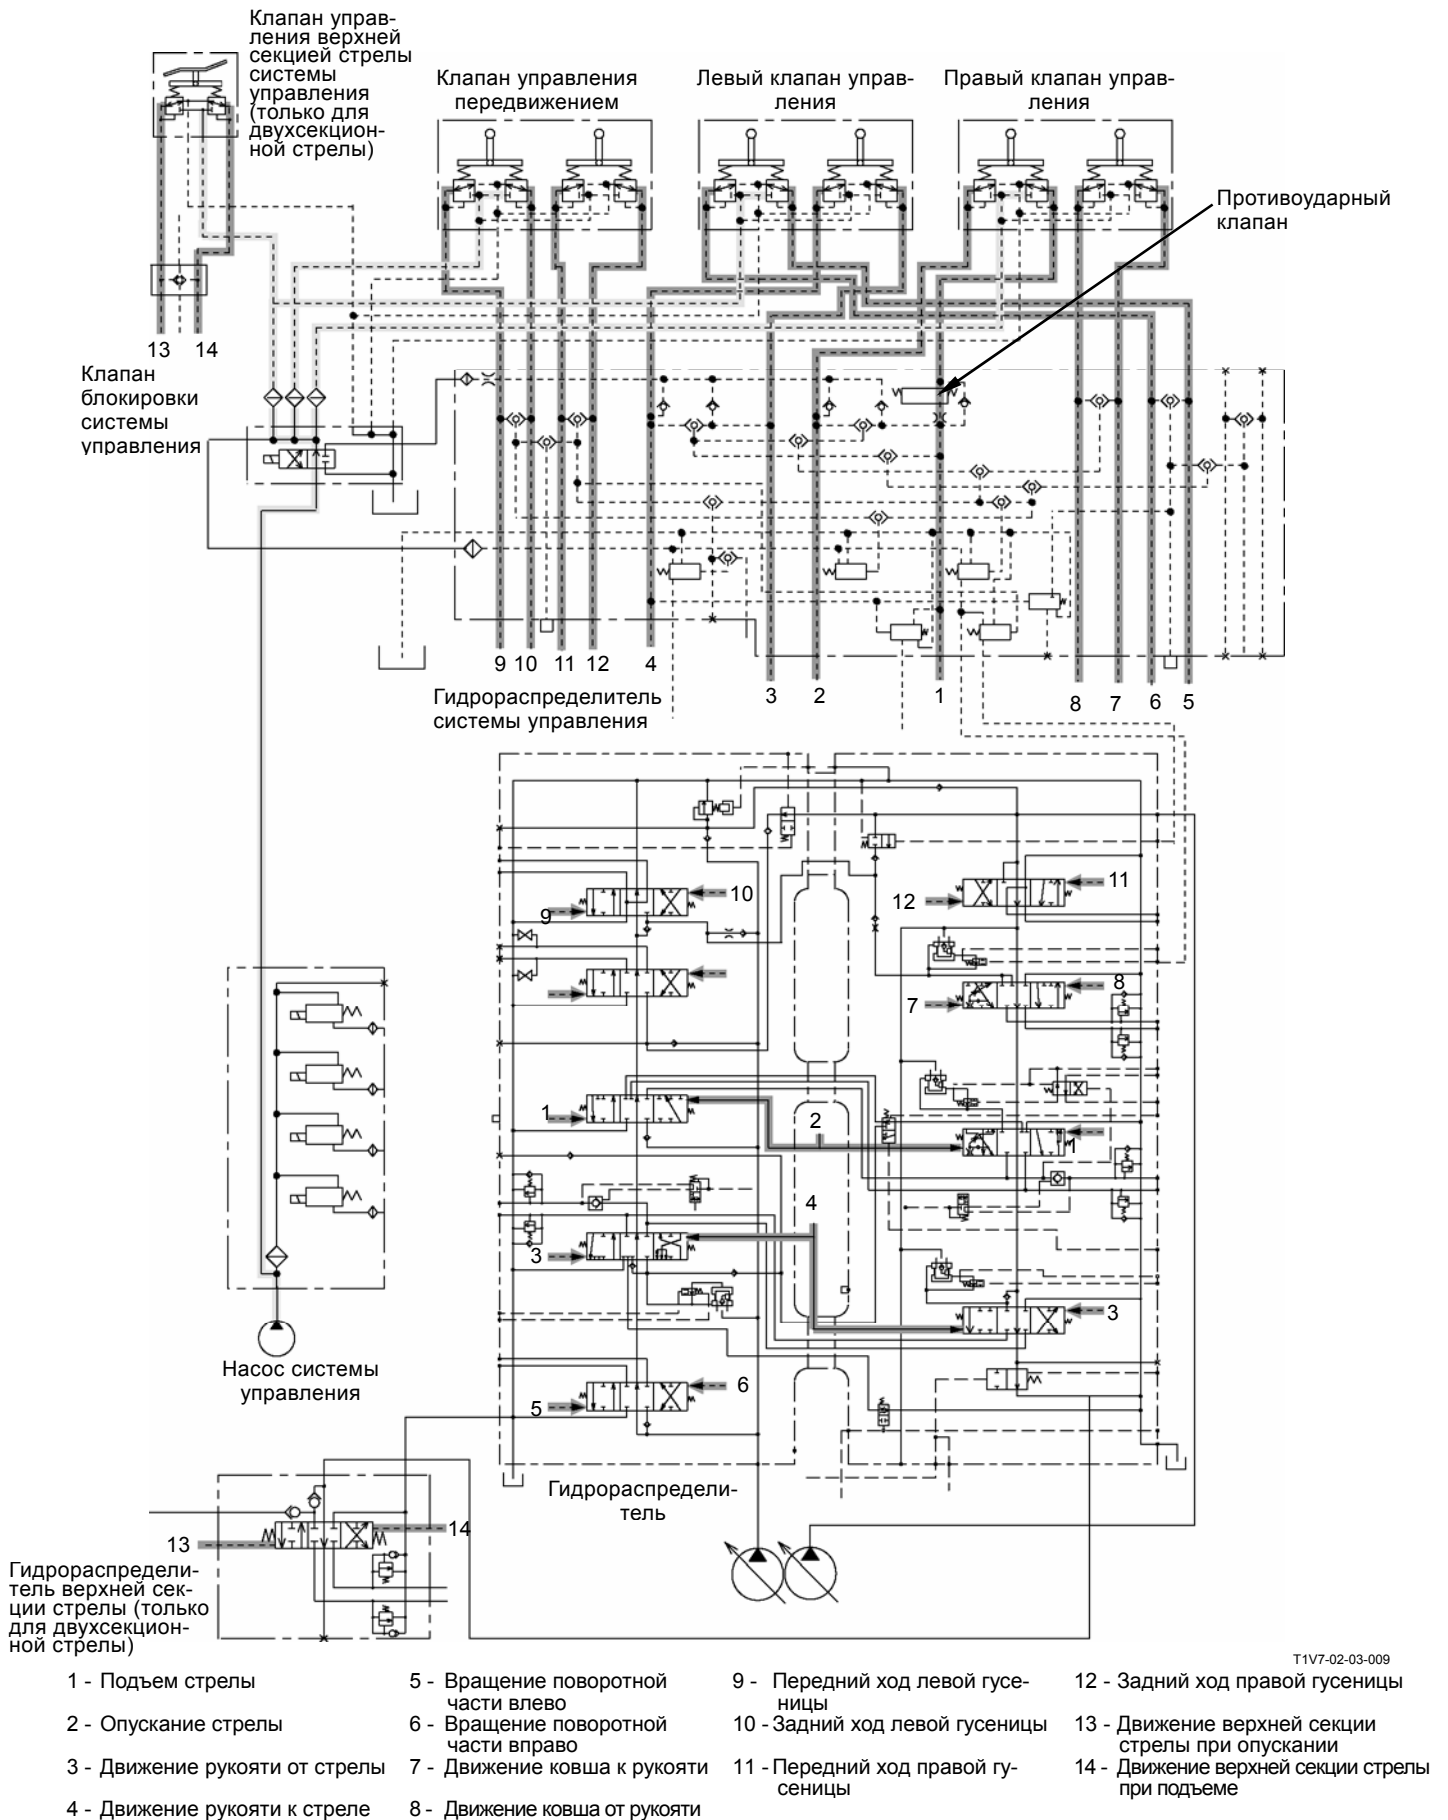 Клапан управ-
ления верхней
секцией стрелы
системы
управления
(только для
двухсекцион-
ной стрелы)
Клапан управления
передвижением
Левый клапан управ-
ления
Правый клапан управ-
ления
Противоударный
клапан
13 14
Клапан
блокировки
системы
управления
9 10 11 12 4 3 2 1 8 7 6 5
Гидрораспределитель
системы управления
10
9
11
12
8
7
1
2
1
4
3
3
6
5
Насос системы
управления
Гидрораспредели-
тель
14
13
Гидрораспредели-
тель верхней сек-
ции стрелы (только
для двухсекцион-
ной стрелы)
T1V7-02-03-009
1 - Подъем стрелы
2 - Опускание стрелы
3 - Движение рукояти от стрелы
4 - Движение рукояти к стреле
5 - Вращение поворотной
части влево
6 - Вращение поворотной
части вправо
7 - Движение ковша к рукояти
8 - Движение ковша от рукояти
9 - Передний ход левой гусе-
ницы
10 - Задний ход левой гусеницы
11 - Передний ход правой гу-
сеницы
12 - Задний ход правой гусеницы
13 - Движение верхней секции
стрелы при опускании
14 - Движение верхней секции стрелы
при подъеме